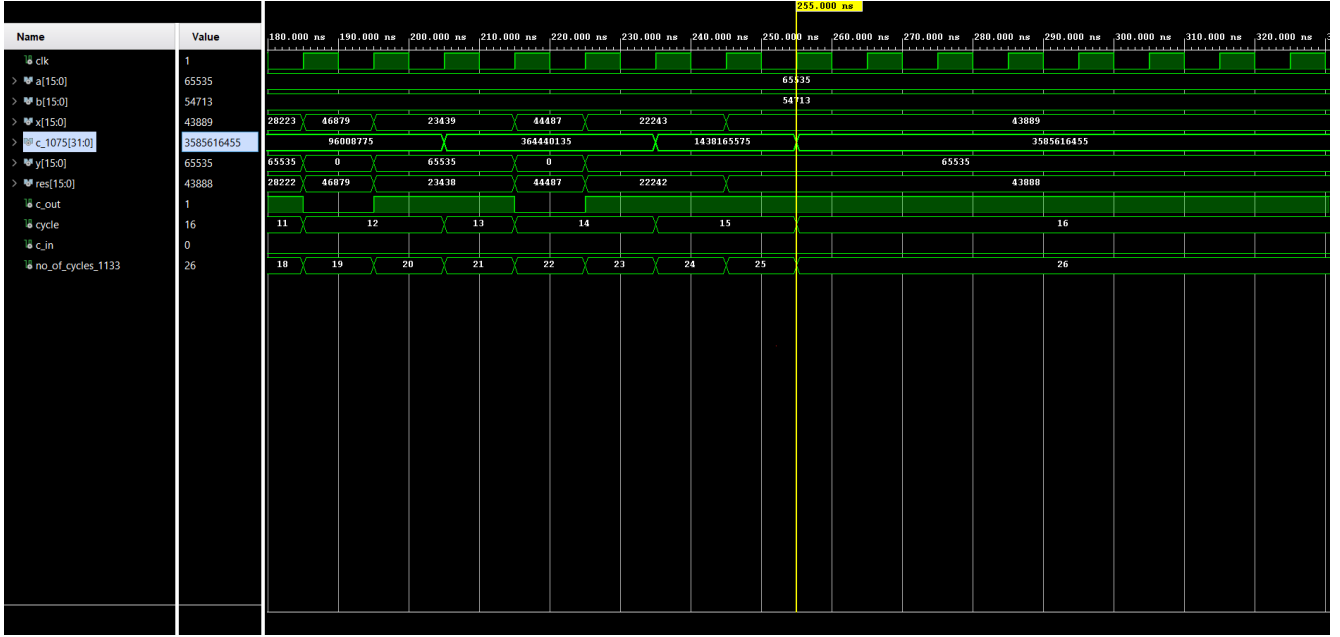 255.000 ns
Name Value 180.000 ns 190.000 ns 200.000 ns 210.000 ns 220.000 ns 230.000 ns 240.000 ns 250.000 ns 260.000 ns 270.000 ns 280.000 ns 290.000 ns 300.000 ns 310.000 ns 320.000 ns
clk 1
a[15:0] 65535 65535
b[15:0] 54713 54713
x[15:0] 43889 28223 46879 23439 44487 22243 43889
c_1075[31:0] 3585616455 96008775 364440135 1438165575 3585616455
y[15:0] 65535 65535 0 65535 0 65535
res[15:0] 43888 28222 46879 23438 44487 22242 43888
c_out 1
cycle 16 11 12 13 14 15 16
c_in 0
no_of_cycles_1133 26 18 19 20 21 22 23 24 25 26